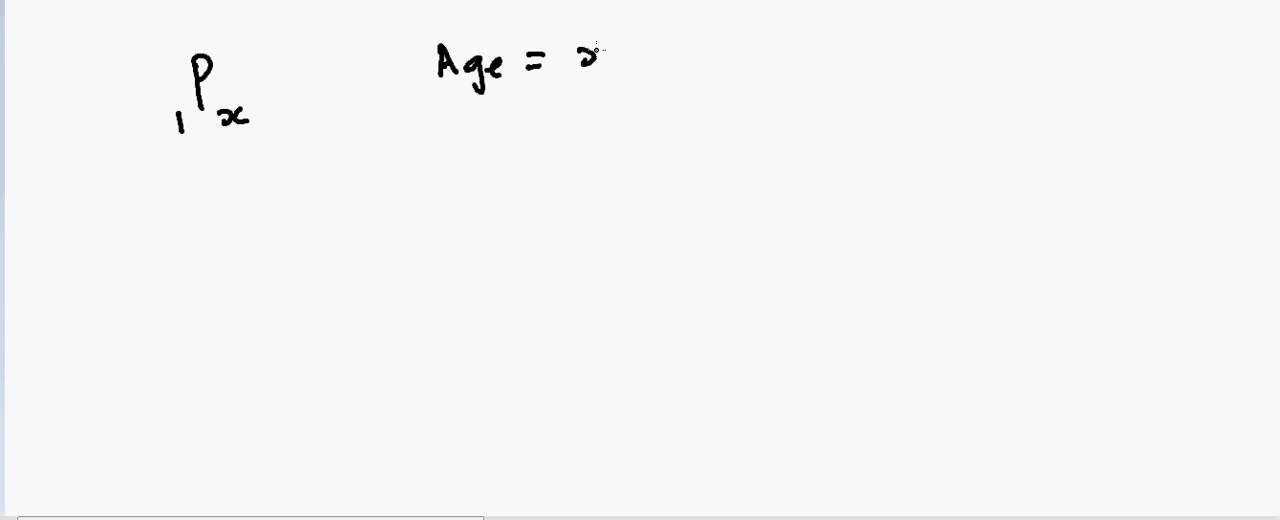 ₁Pₓ Age =